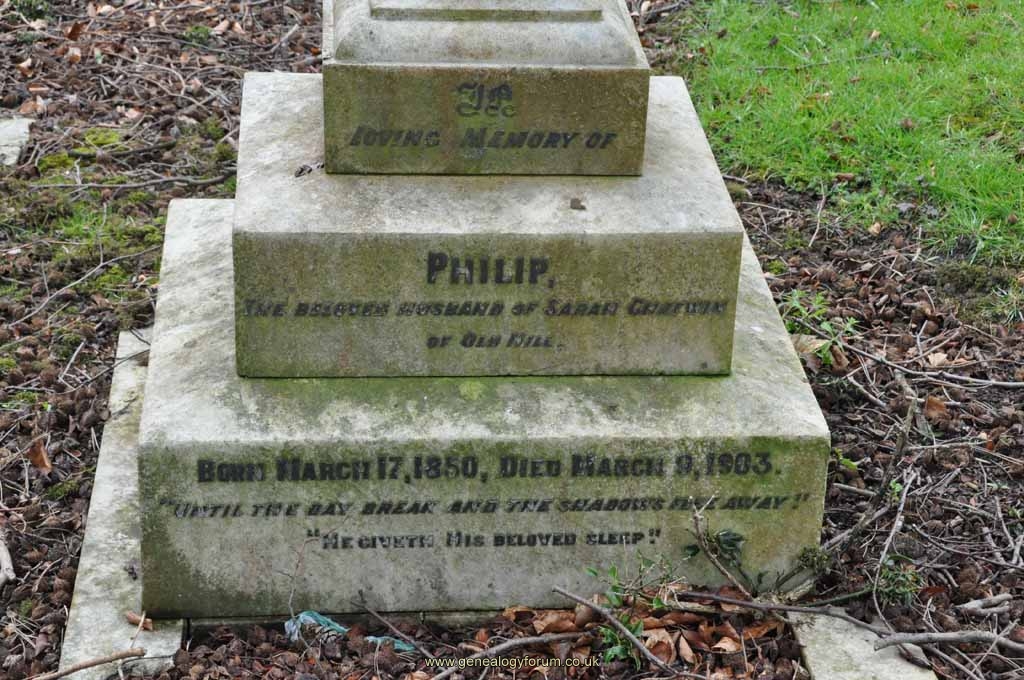 In
Loving Memory of
Philip,
The beloved husband of Sarah Chatwin
of Old Hill.
Born March 17, 1850, Died March 9, 1903.
"Until the day break and the shadows flee away."
"He giveth His beloved sleep."
www.genealogyforum.co.uk